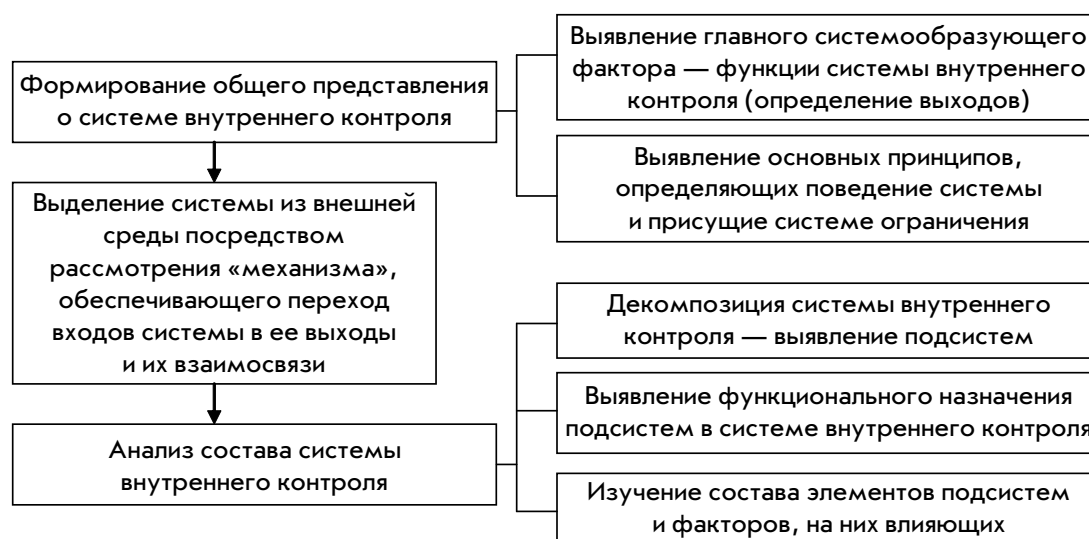 Формирование общего представления
о системе внутреннего контроля
Выявление главного системообразующего
фактора — функции системы внутреннего
контроля (определение выходов)
Выявление основных принципов,
определяющих поведение системы
и присущие системе ограничения
Выделение системы из внешней
среды посредством
рассмотрения «механизма»,
обеспечивающего переход
входов системы в ее выходы
и их взаимосвязи
Анализ состава системы
внутреннего контроля
Декомпозиция системы внутреннего
контроля — выявление подсистем
Выявление функционального назначения
подсистем в системе внутреннего контроля
Изучение состава элементов подсистем
и факторов, на них влияющих